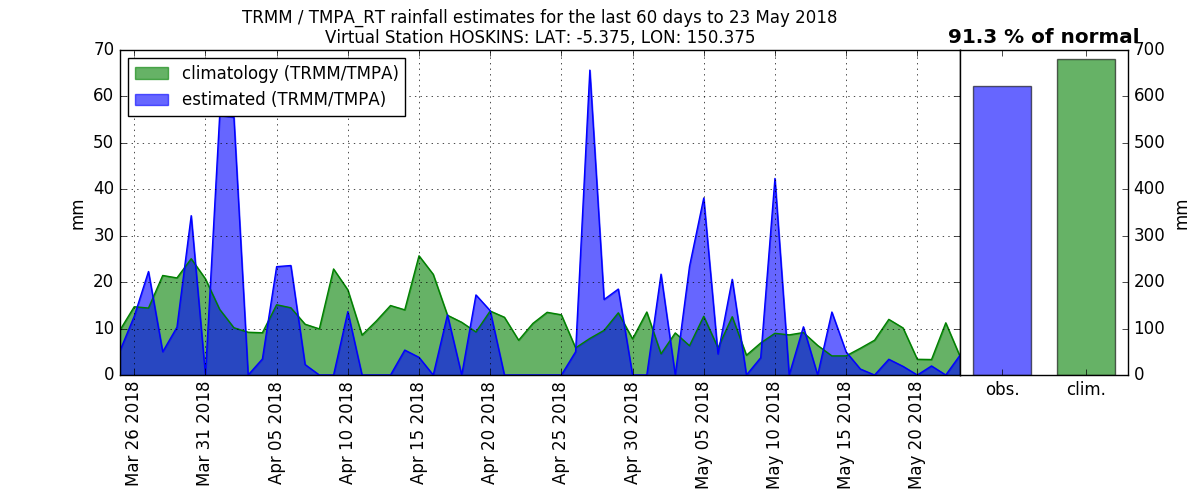 TRMM / TMPA_RT rainfall estimates for the last 60 days to 23 May 2018
Virtual Station HOSKINS: LAT: -5.375, LON: 150.375
91.3 % of normal
climatology (TRMM/TMPA)
estimated (TRMM/TMPA)
70
60
50
40
30
20
10
0
mm
700
600
500
400
300
200
100
0
mm
Mar 26 2018
Mar 31 2018
Apr 05 2018
Apr 10 2018
Apr 15 2018
Apr 20 2018
Apr 25 2018
Apr 30 2018
May 05 2018
May 10 2018
May 15 2018
May 20 2018
obs.
clim.